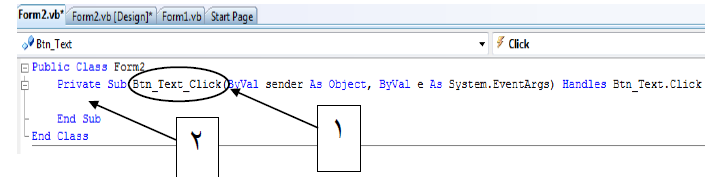 Form2.vb* Form2.vb [Design]* Form1.vb Start Page
Btn_Text Click
Public Class Form2
Private Sub Btn_Text_Click(ByVal sender As Object, ByVal e As System.EventArgs) Handles Btn_Text.Click
End Sub
End Class
٢ ١